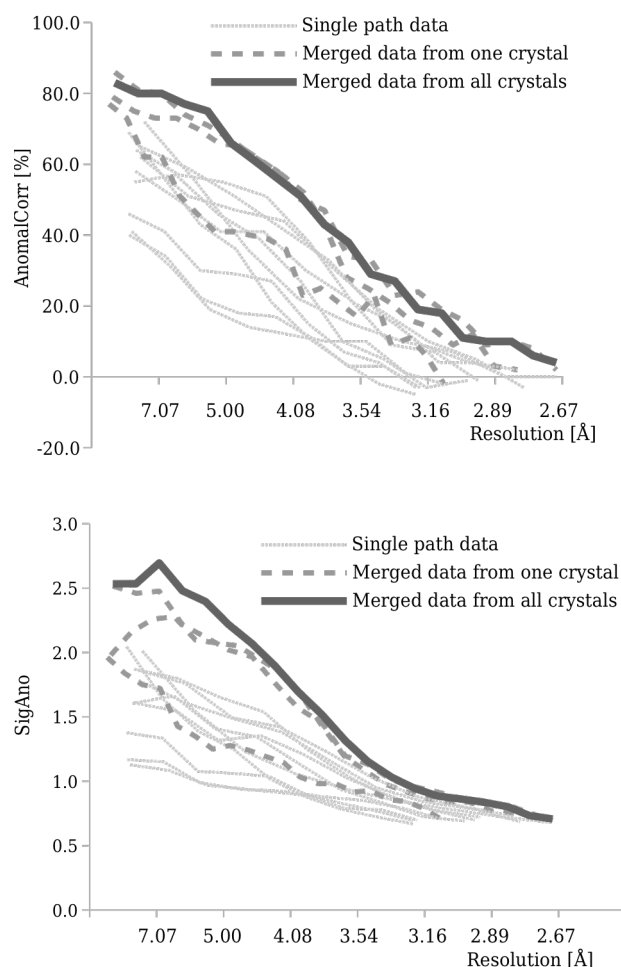 100.0
Single path data
Merged data from one crystal
Merged data from all crystals
80.0
60.0
40.0
20.0
0.0
-20.0
AnomalCorr [%]
7.07 5.00 4.08 3.54 3.16 2.89 2.67
Resolution [Å]
3.0
Single path data
Merged data from one crystal
Merged data from all crystals
2.5
2.0
1.5
1.0
0.5
0.0
SigAno
7.07 5.00 4.08 3.54 3.16 2.89 2.67
Resolution [Å]